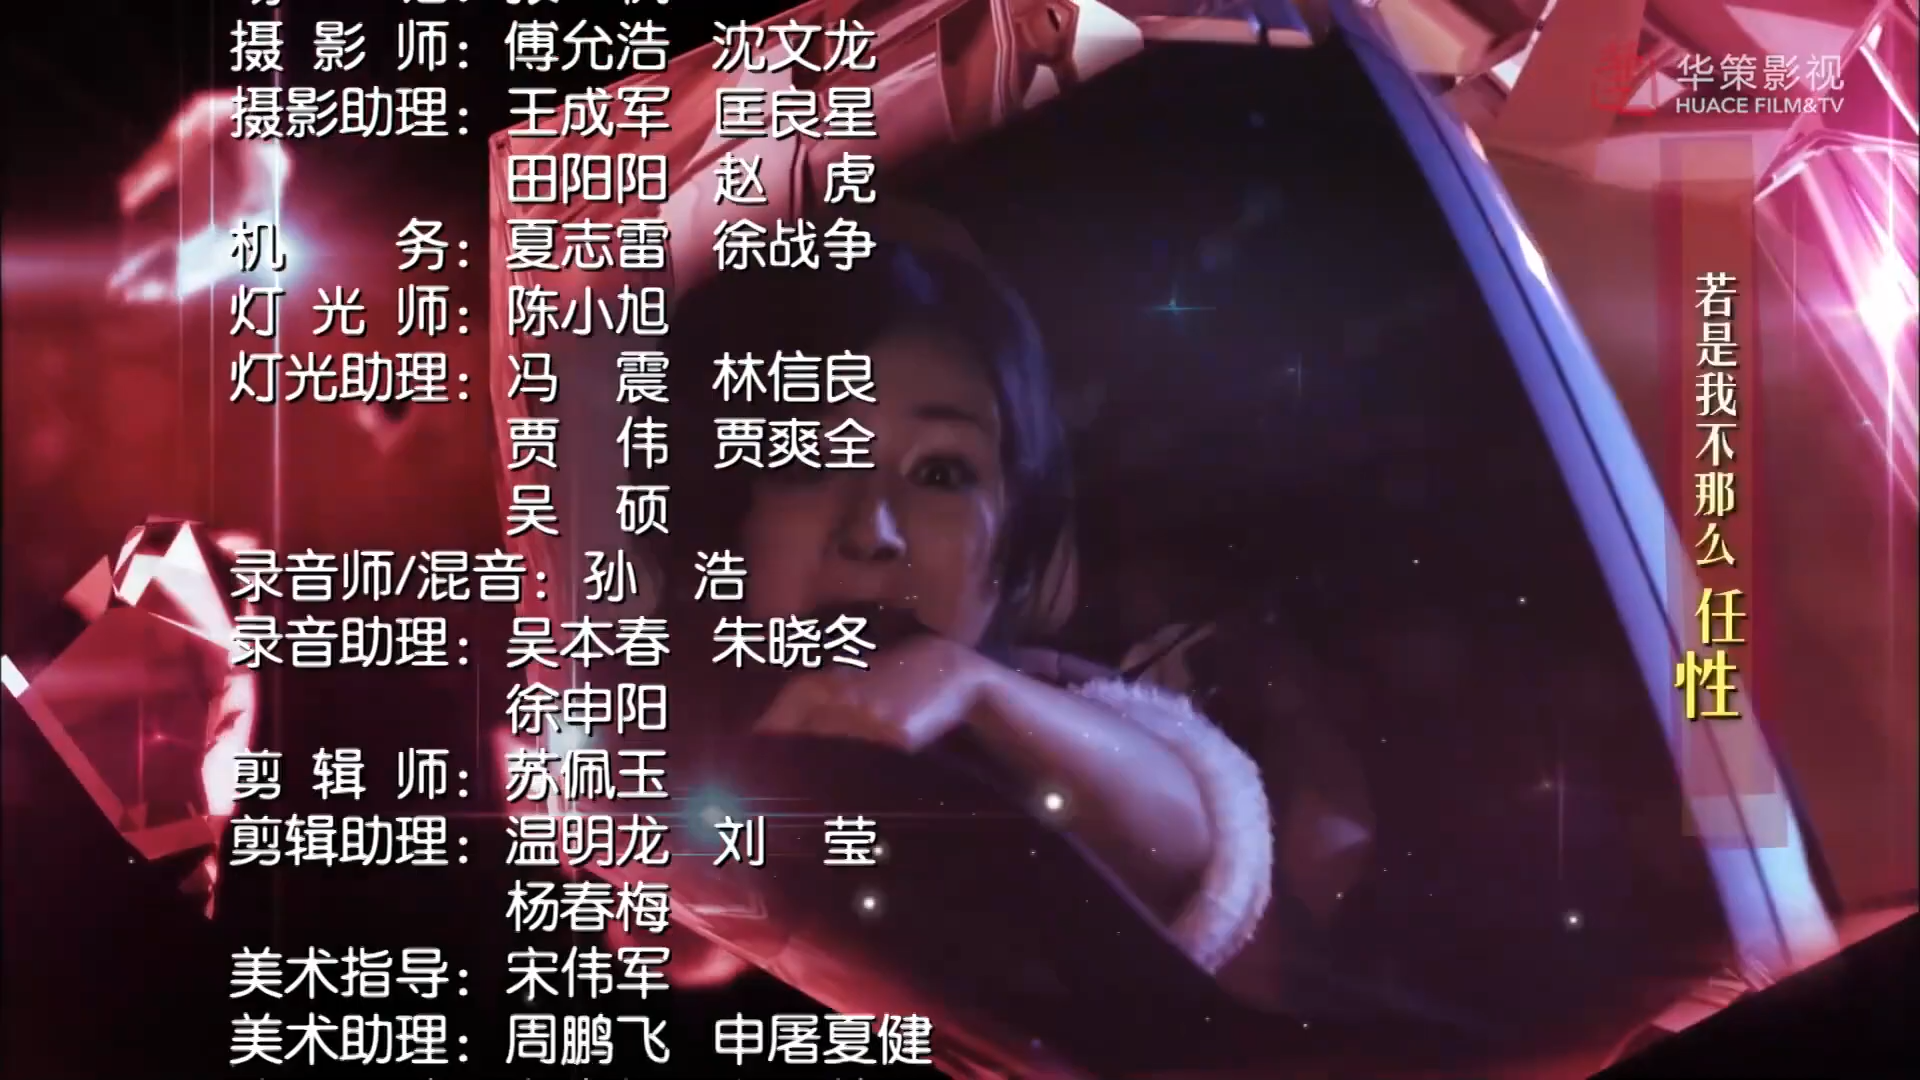 摄影师：傅允浩 沈文龙
摄影助理：王成军 匡良星
田阳阳 赵虎
机务：夏志雷 徐战争
灯光师：陈小旭
灯光助理：冯震 林信良
贾伟 贾爽全
吴硕
录音师/混音：孙浩
录音助理：吴本春 朱晓冬
徐申阳
剪辑师：苏佩玉
剪辑助理：温明龙 刘莹
杨春梅
美术指导：宋伟军
美术助理：周鹏飞 申屠夏健
华策影视
HUACE FILM&TV
若是我不那么任性